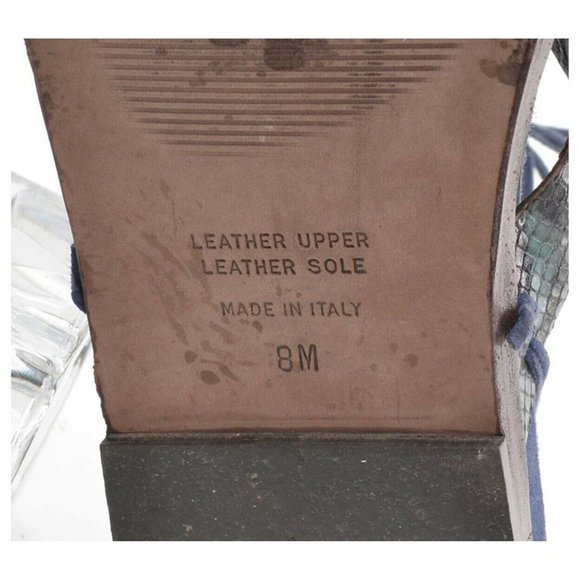 LEATHER UPPER
LEATHER SOLE
MADE IN ITALY
8M